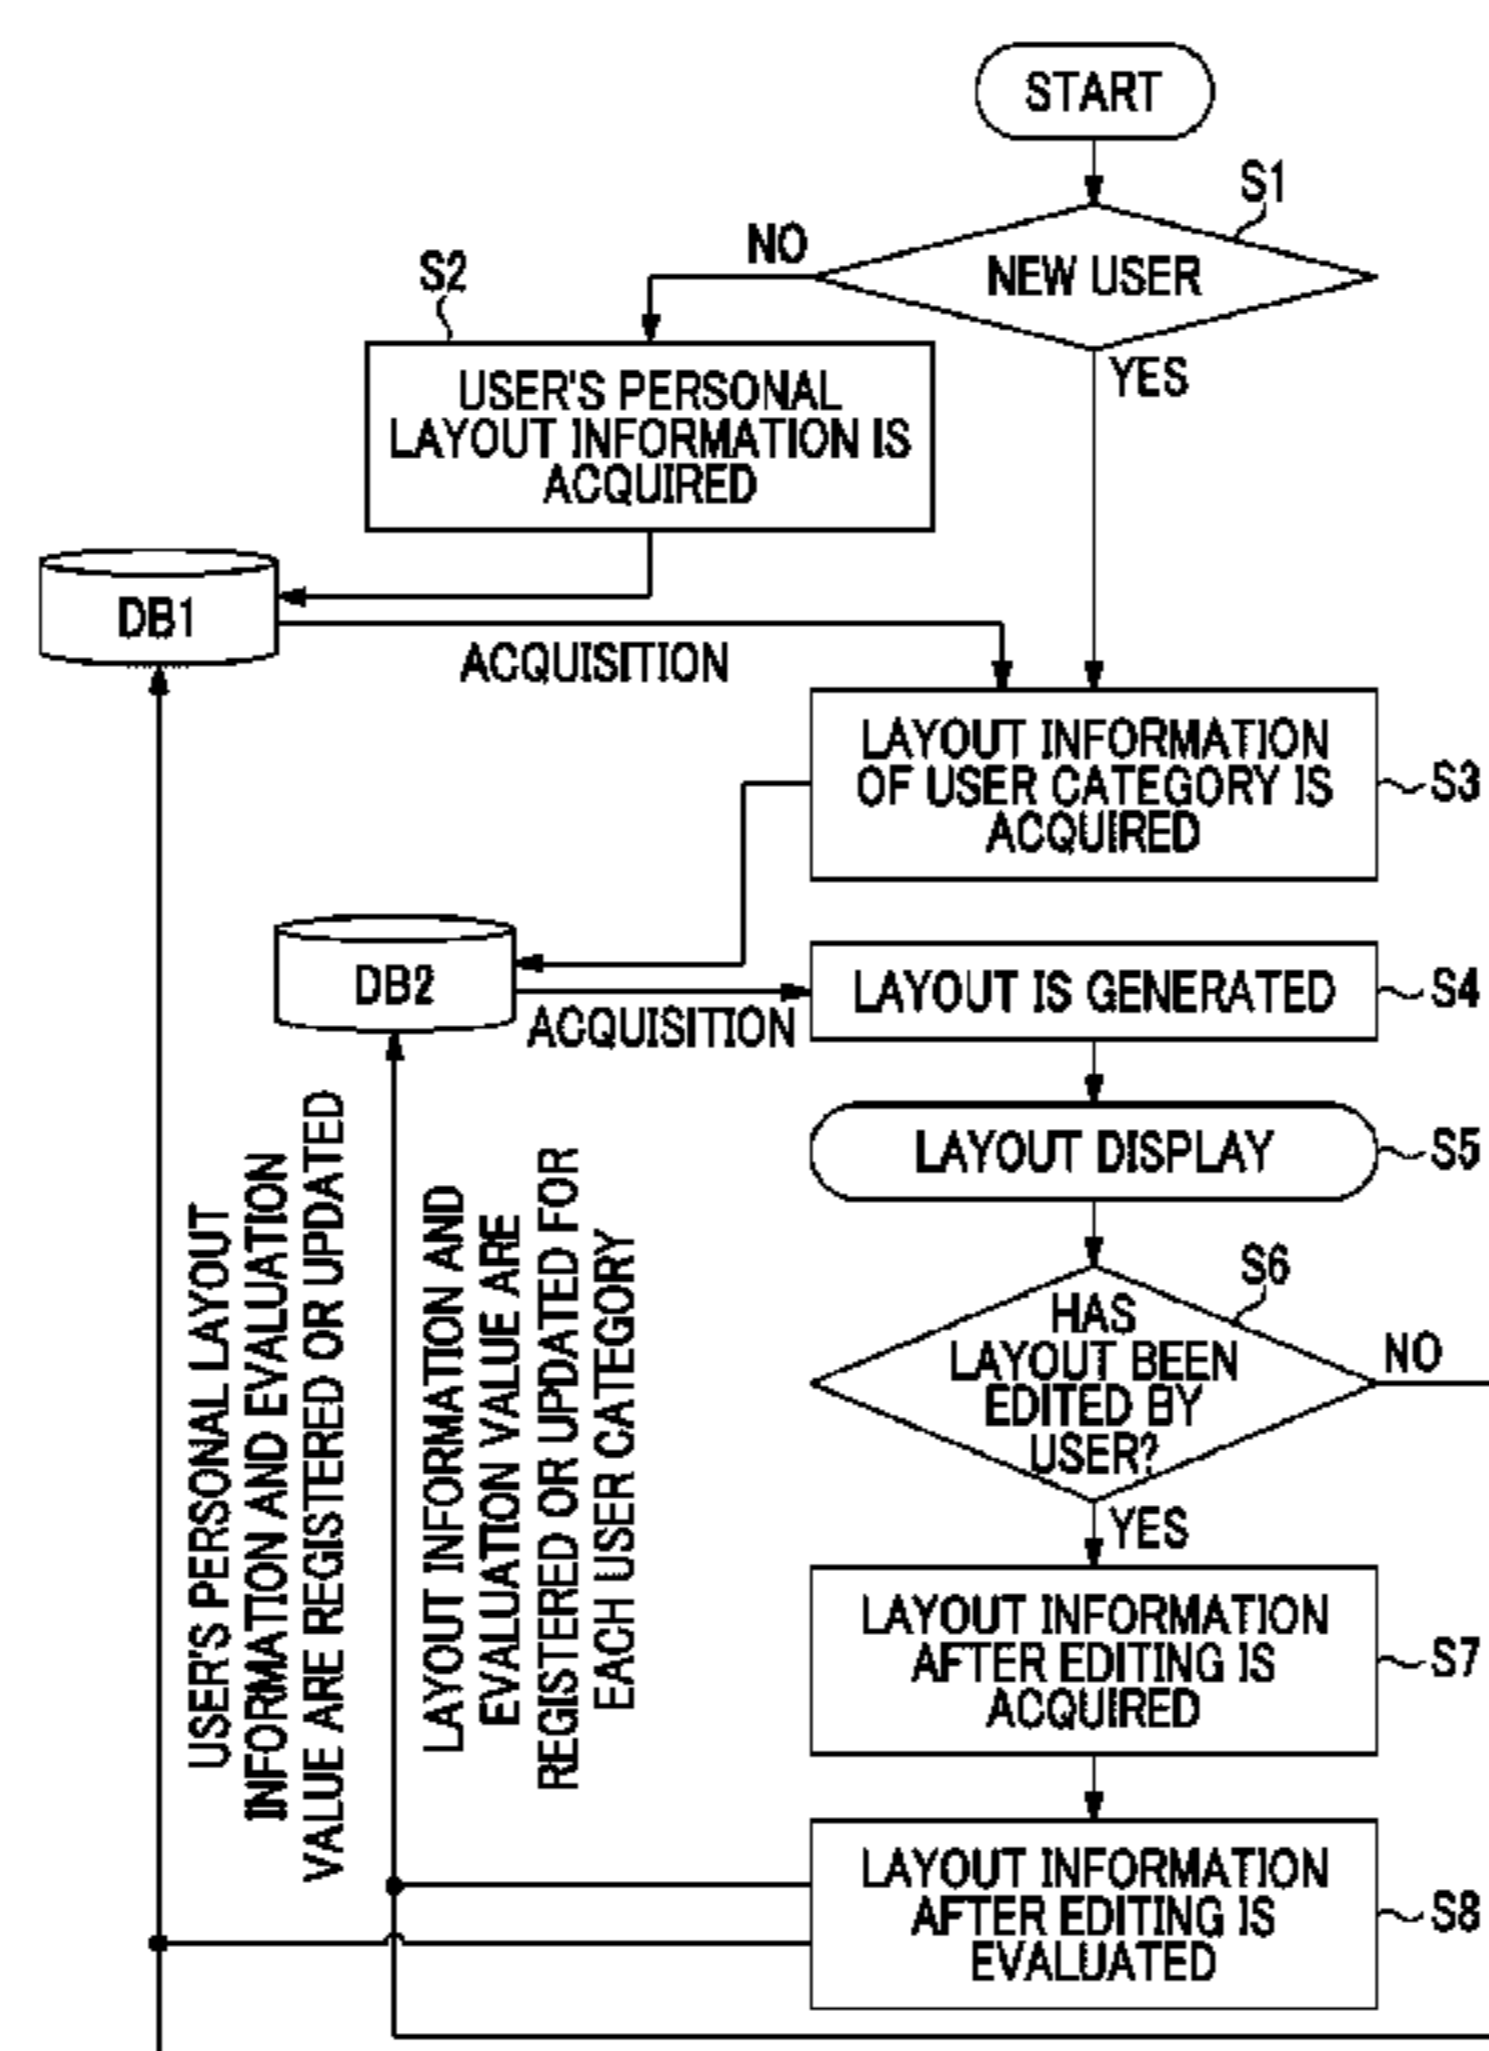 START
S1
NEW USER
NO
YES
S2
USER'S PERSONAL
LAYOUT INFORMATION IS
ACQUIRED
DB1
ACQUISITION
LAYOUT INFORMATION
OF USER CATEGORY IS
ACQUIRED
S3
DB2
ACQUISITION
LAYOUT IS GENERATED
S4
LAYOUT DISPLAY
S5
S6
HAS
LAYOUT BEEN
EDITED BY
USER?
NO
YES
LAYOUT INFORMATION
AFTER EDITING IS
ACQUIRED
S7
LAYOUT INFORMATION
AFTER EDITING IS
EVALUATED
S8
USER'S PERSONAL LAYOUT
INFORMATION AND EVALUATION
VALUE ARE REGISTERED OR UPDATED
LAYOUT INFORMATION AND
EVALUATION VALUE ARE
REGISTERED OR UPDATED FOR
EACH USER CATEGORY